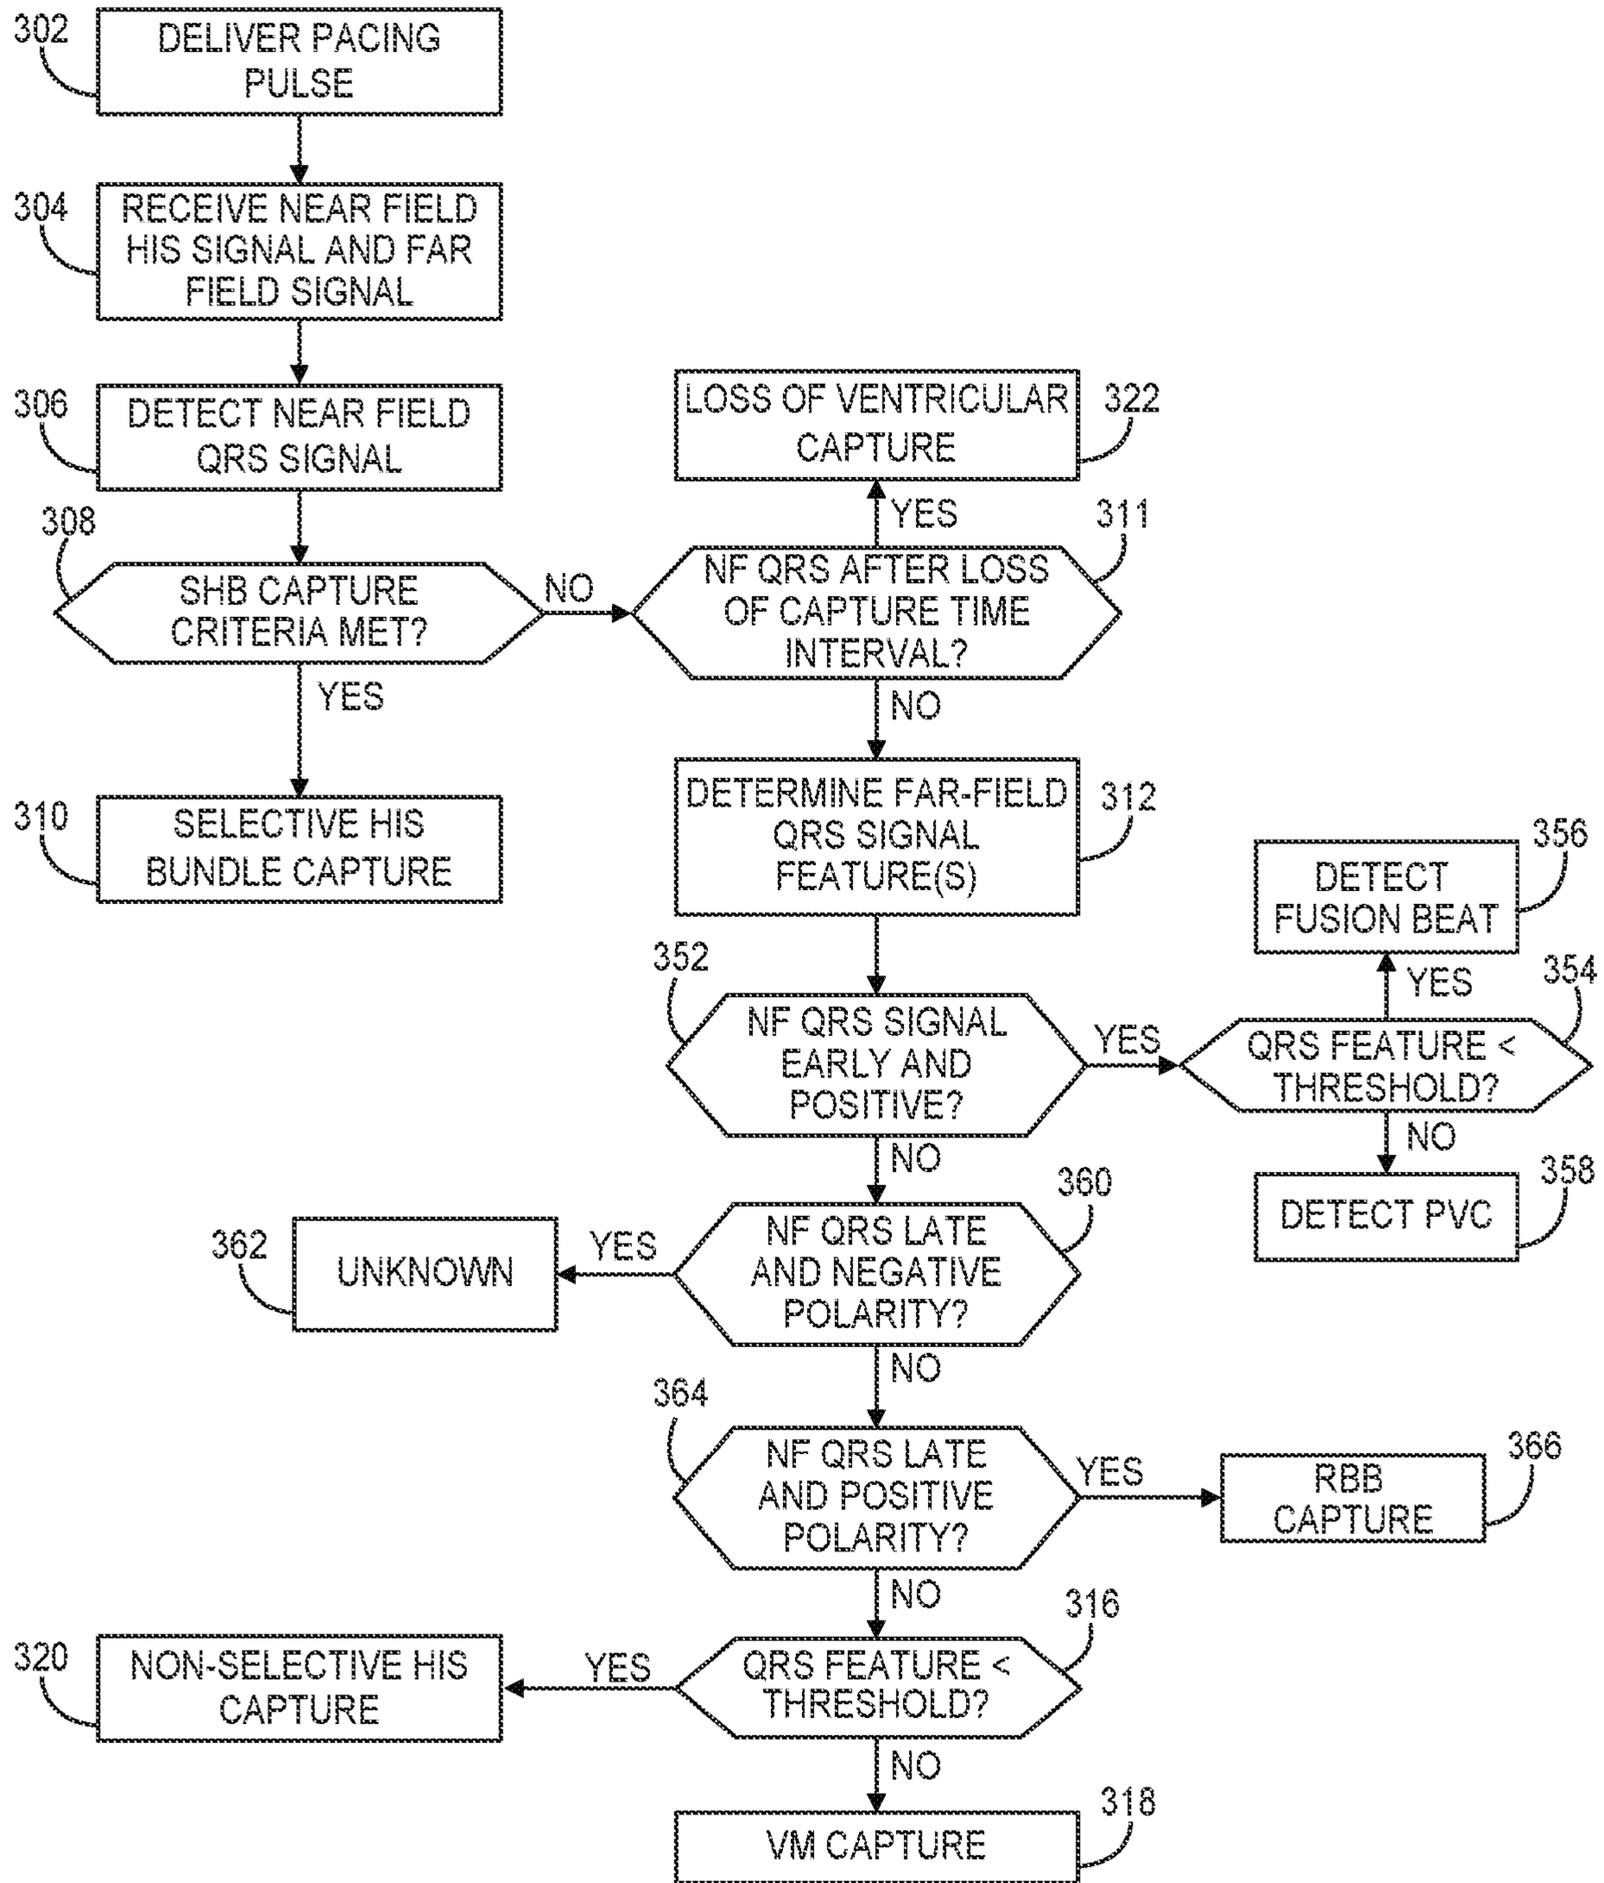 302
DELIVER PACING
PULSE
304
RECEIVE NEAR FIELD
HIS SIGNAL AND FAR
FIELD SIGNAL
306
DETECT NEAR FIELD
QRS SIGNAL
308
SHB CAPTURE
CRITERIA MET?
NO
YES
310
SELECTIVE HIS
BUNDLE CAPTURE
LOSS OF VENTRICULAR
CAPTURE
322
YES
311
NF QRS AFTER LOSS
OF CAPTURE TIME
INTERVAL?
NO
DETERMINE FAR-FIELD
QRS SIGNAL
FEATURE(S)
312
352
NF QRS SIGNAL
EARLY AND
POSITIVE?
YES
NO
356
DETECT
FUSION BEAT
YES
354
QRS FEATURE <
THRESHOLD?
NO
358
DETECT PVC
360
NF QRS LATE
AND NEGATIVE
POLARITY?
YES
362
UNKNOWN
NO
364
NF QRS LATE
AND POSITIVE
POLARITY?
YES
RBB
CAPTURE
366
NO
316
QRS FEATURE <
THRESHOLD?
YES
320
NON-SELECTIVE HIS
CAPTURE
NO
318
VM CAPTURE